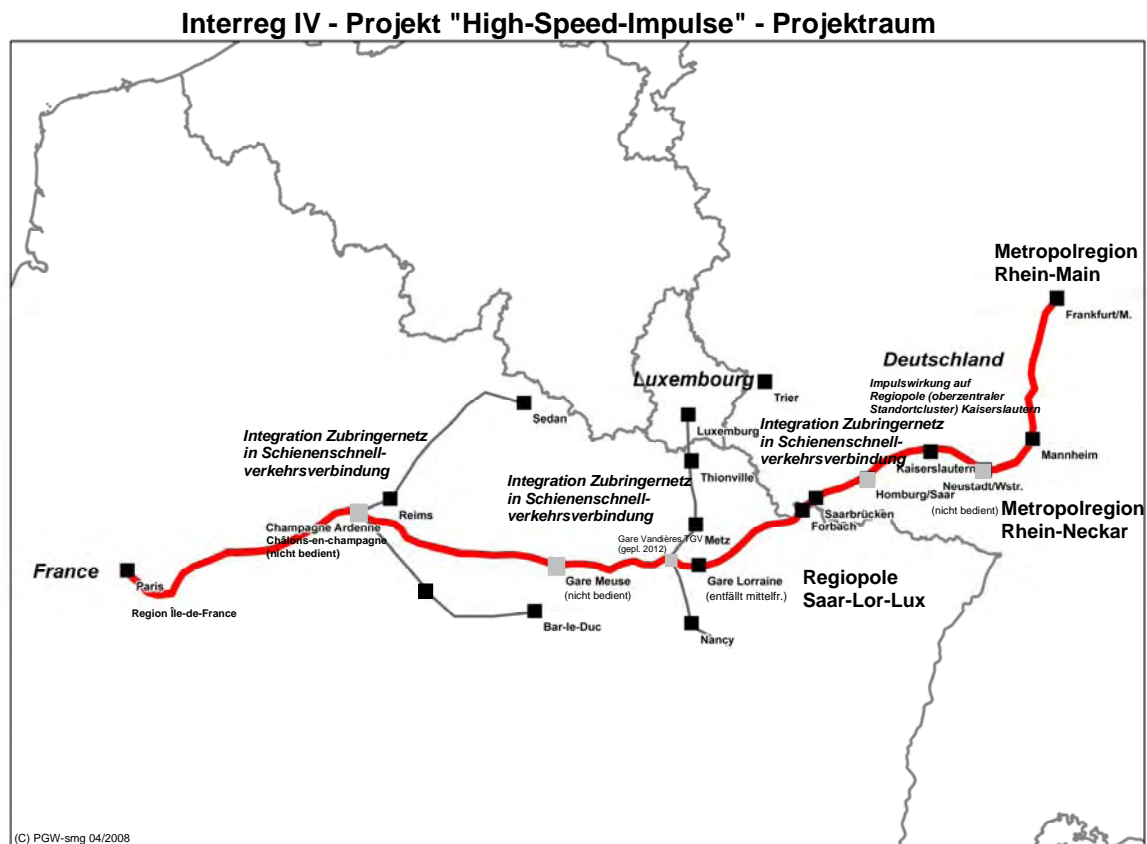 Interreg IV - Projekt "High-Speed-Impulse" - Projektraum
Metropolregion
Rhein-Main
Frankfurt/M.
Deutschland
Impulswirkung auf
Regiopole (oberzentraler
Standortcluster) Kaiserslautern
Luxembourg
Trier
Sedan
Luxemburg
Integration Zubringernetz
in Schienenschnell-
verkehrsverbindung
Integration Zubringernetz
in Schienenschnell-
verkehrsverbindung
Integration Zubringernetz
in Schienenschnell-
verkehrsverbindung
Thionville
Kaiserslautern
Mannheim
Homburg/Saar
Neustadt/Wstr.
(nicht bedient)
Metropolregion
Rhein-Neckar
Reims
Saarbrücken
Forbach
Champagne Ardenne
Châlons-en-champagne
(nicht bedient)
Gare Vandières TGV
(gepl. 2012)
Metz
France
Paris
Region Île-de-France
Gare Meuse
(nicht bedient)
Gare Lorraine
(entfällt mittelfr.)
Regiopole
Saar-Lor-Lux
Bar-le-Duc
Nancy
(C) PGW-smg 04/2008